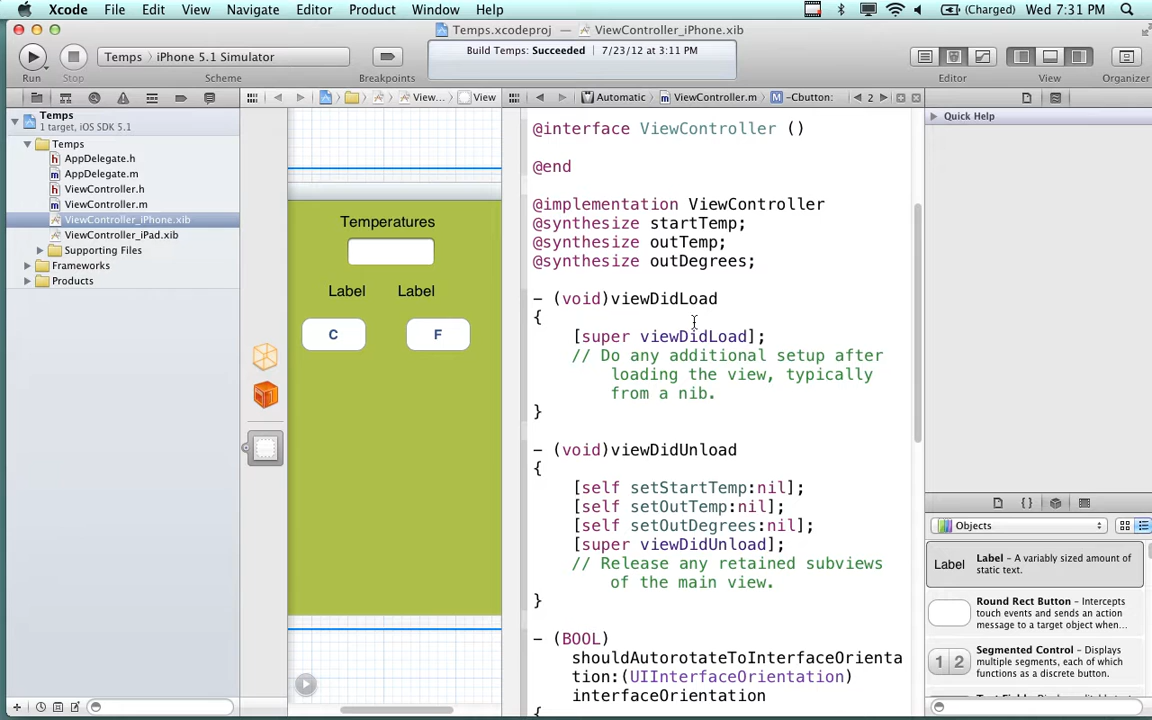 Xcode File Edit View Navigate Editor Product Window Help (Charged) Wed 7:31 PM
Temps.xcodeproj › ViewController_iPhone.xib
Build Temps: Succeeded 7/23/12 at 3:11 PM
Temps › iPhone 5.1 Simulator
Run Stop Scheme Breakpoints Editor View Organizer
View... View Automatic ViewController.m -Cbutton: 2
Temps
1 target, iOS SDK 5.1
Temps
AppDelegate.h
AppDelegate.m
ViewController.h
ViewController.m
ViewController_iPhone.xib
ViewController_iPad.xib
Supporting Files
Frameworks
Products
Temperatures
Label Label
C F
@interface ViewController ()
@end
@implementation ViewController
@synthesize startTemp;
@synthesize outTemp;
@synthesize outDegrees;
- (void)viewDidLoad
{
[super viewDidLoad];
// Do any additional setup after
loading the view, typically
from a nib.
}
- (void)viewDidUnload
{
[self setStartTemp:nil];
[self setOutTemp:nil];
[self setOutDegrees:nil];
[super viewDidUnload];
// Release any retained subviews
of the main view.
}
- (BOOL)
shouldAutorotateToInterfaceOrienta
tion:(UIInterfaceOrientation)
interfaceOrientation
{
Quick Help
{ }
Objects
Label
Label – A variably sized amount of
static text.
Round Rect Button – Intercepts
touch events and sends an action
message to a target object when...
1 2
Segmented Control – Displays
multiple segments, each of which
functions as a discrete button.